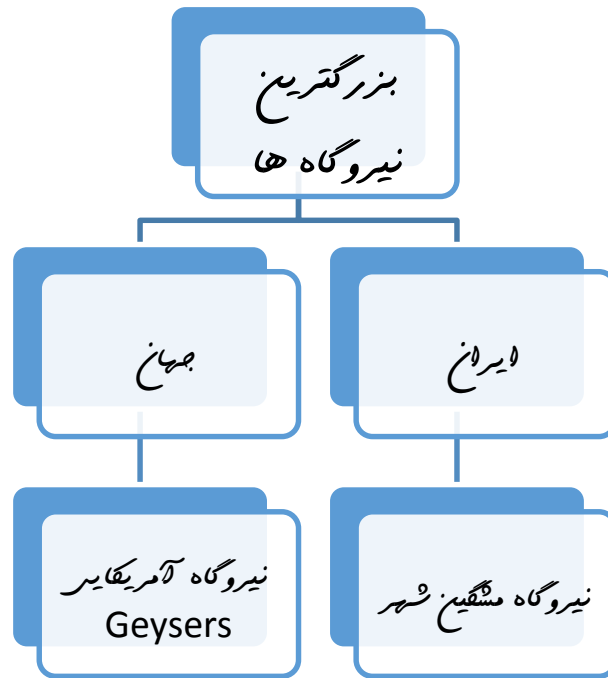 بزرگترین
نیروگاه ها
ایران
جهان
نیروگاه مشگین شهر
نیروگاه آمریکایی
Geysers